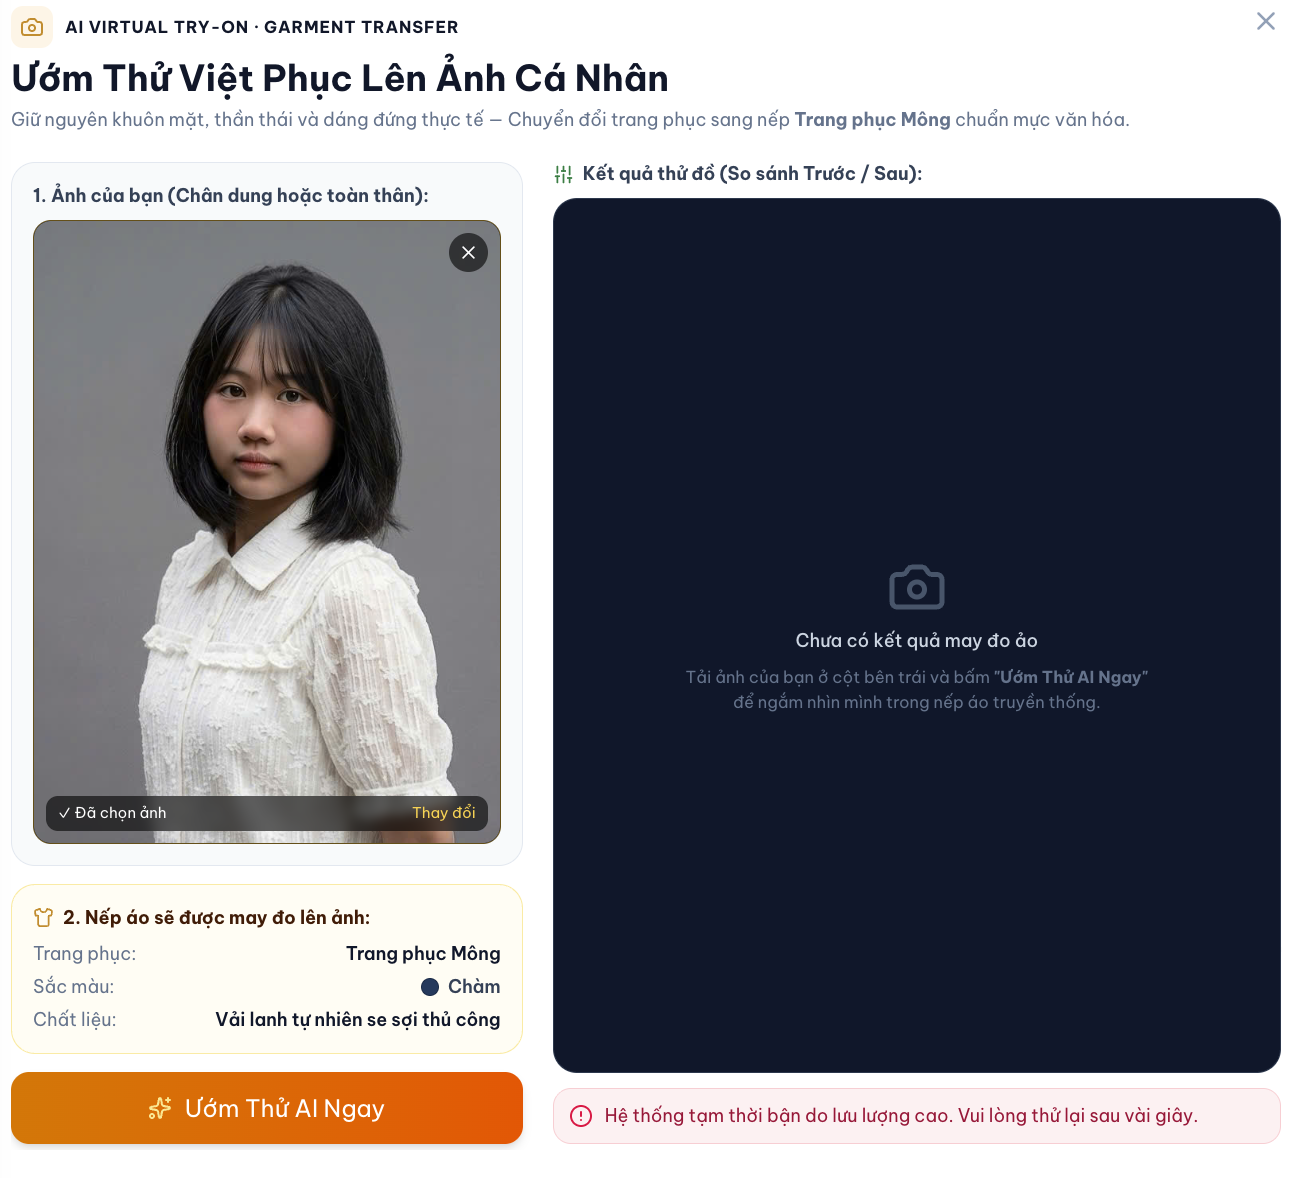 AI VIRTUAL TRY-ON · GARMENT TRANSFER
Ướm Thử Việt Phục Lên Ảnh Cá Nhân
Giữ nguyên khuôn mặt, thần thái và dáng đứng thực tế — Chuyển đổi trang phục sang nếp Trang phục Mông chuẩn mực văn hóa.
1. Ảnh của bạn (Chân dung hoặc toàn thân):
✓ Đã chọn ảnh
Thay đổi
2. Nếp áo sẽ được may đo lên ảnh:
Trang phục: Trang phục Mông
Sắc màu: Chàm
Chất liệu: Vải lanh tự nhiên se sợi thủ công
Ướm Thử AI Ngay
Kết quả thử đồ (So sánh Trước / Sau):
Chưa có kết quả may đo ảo
Tải ảnh của bạn ở cột bên trái và bấm "Ướm Thử AI Ngay"
để ngắm nhìn mình trong nếp áo truyền thống.
Hệ thống tạm thời bận do lưu lượng cao. Vui lòng thử lại sau vài giây.